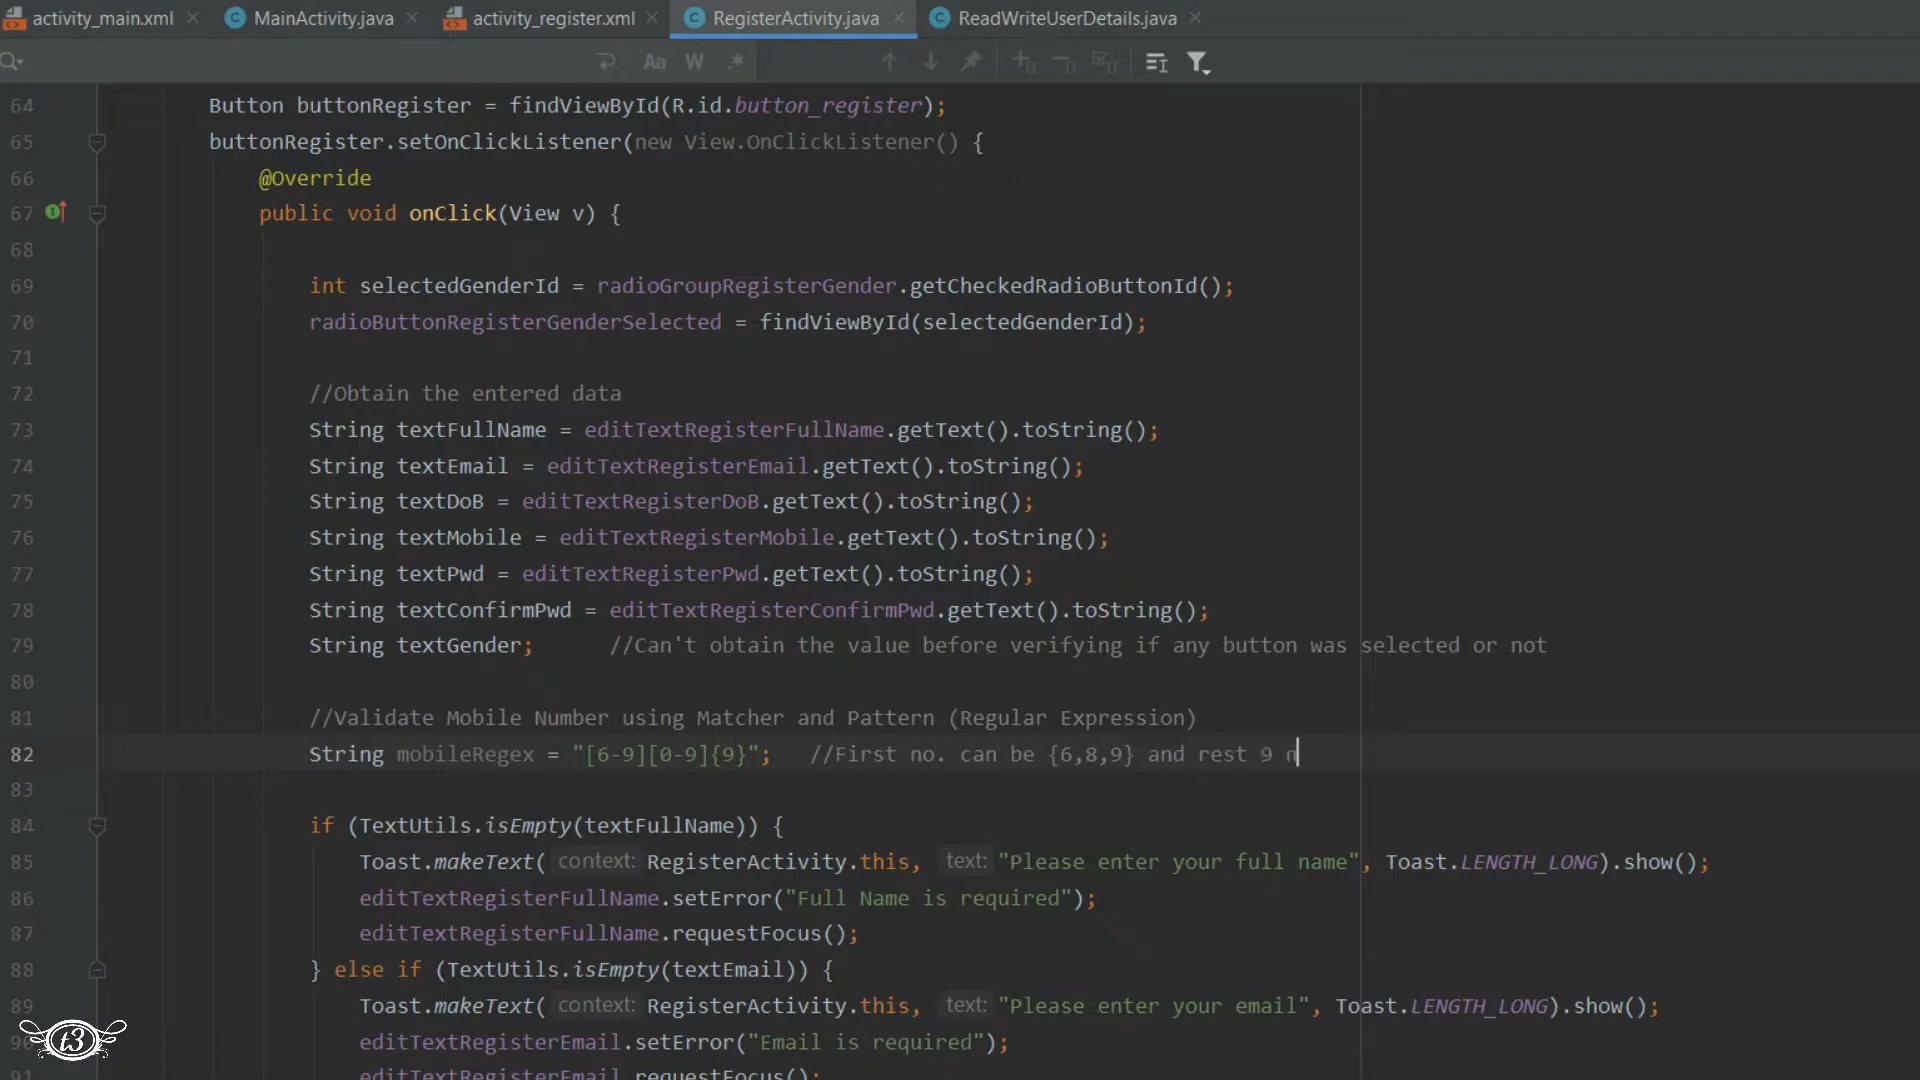 activity_main.xml MainActivity.java activity_register.xml RegisterActivity.java ReadWriteUserDetails.java
Aa W .*
64 Button buttonRegister = findViewById(R.id.button_register);
65 buttonRegister.setOnClickListener(new View.OnClickListener() {
66 @Override
67 public void onClick(View v) {
68
69 int selectedGenderId = radioGroupRegisterGender.getCheckedRadioButtonId();
70 radioButtonRegisterGenderSelected = findViewById(selectedGenderId);
71
72 //Obtain the entered data
73 String textFullName = editTextRegisterFullName.getText().toString();
74 String textEmail = editTextRegisterEmail.getText().toString();
75 String textDoB = editTextRegisterDoB.getText().toString();
76 String textMobile = editTextRegisterMobile.getText().toString();
77 String textPwd = editTextRegisterPwd.getText().toString();
78 String textConfirmPwd = editTextRegisterConfirmPwd.getText().toString();
79 String textGender; //Can't obtain the value before verifying if any button was selected or not
80
81 //Validate Mobile Number using Matcher and Pattern (Regular Expression)
82 String mobileRegex = "[6-9][0-9]{9}"; //First no. can be {6,8,9} and rest 9 n
83
84 if (TextUtils.isEmpty(textFullName)) {
85 Toast.makeText( context: RegisterActivity.this, text: "Please enter your full name", Toast.LENGTH_LONG).show();
86 editTextRegisterFullName.setError("Full Name is required");
87 editTextRegisterFullName.requestFocus();
88 } else if (TextUtils.isEmpty(textEmail)) {
89 Toast.makeText( context: RegisterActivity.this, text: "Please enter your email", Toast.LENGTH_LONG).show();
90 editTextRegisterEmail.setError("Email is required");
91 editTextRegisterEmail.requestFocus();
t3